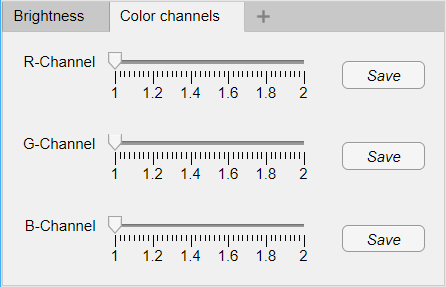 Brightness Color channels +
R-Channel Save
1 1.2 1.4 1.6 1.8 2
G-Channel Save
1 1.2 1.4 1.6 1.8 2
B-Channel Save
1 1.2 1.4 1.6 1.8 2